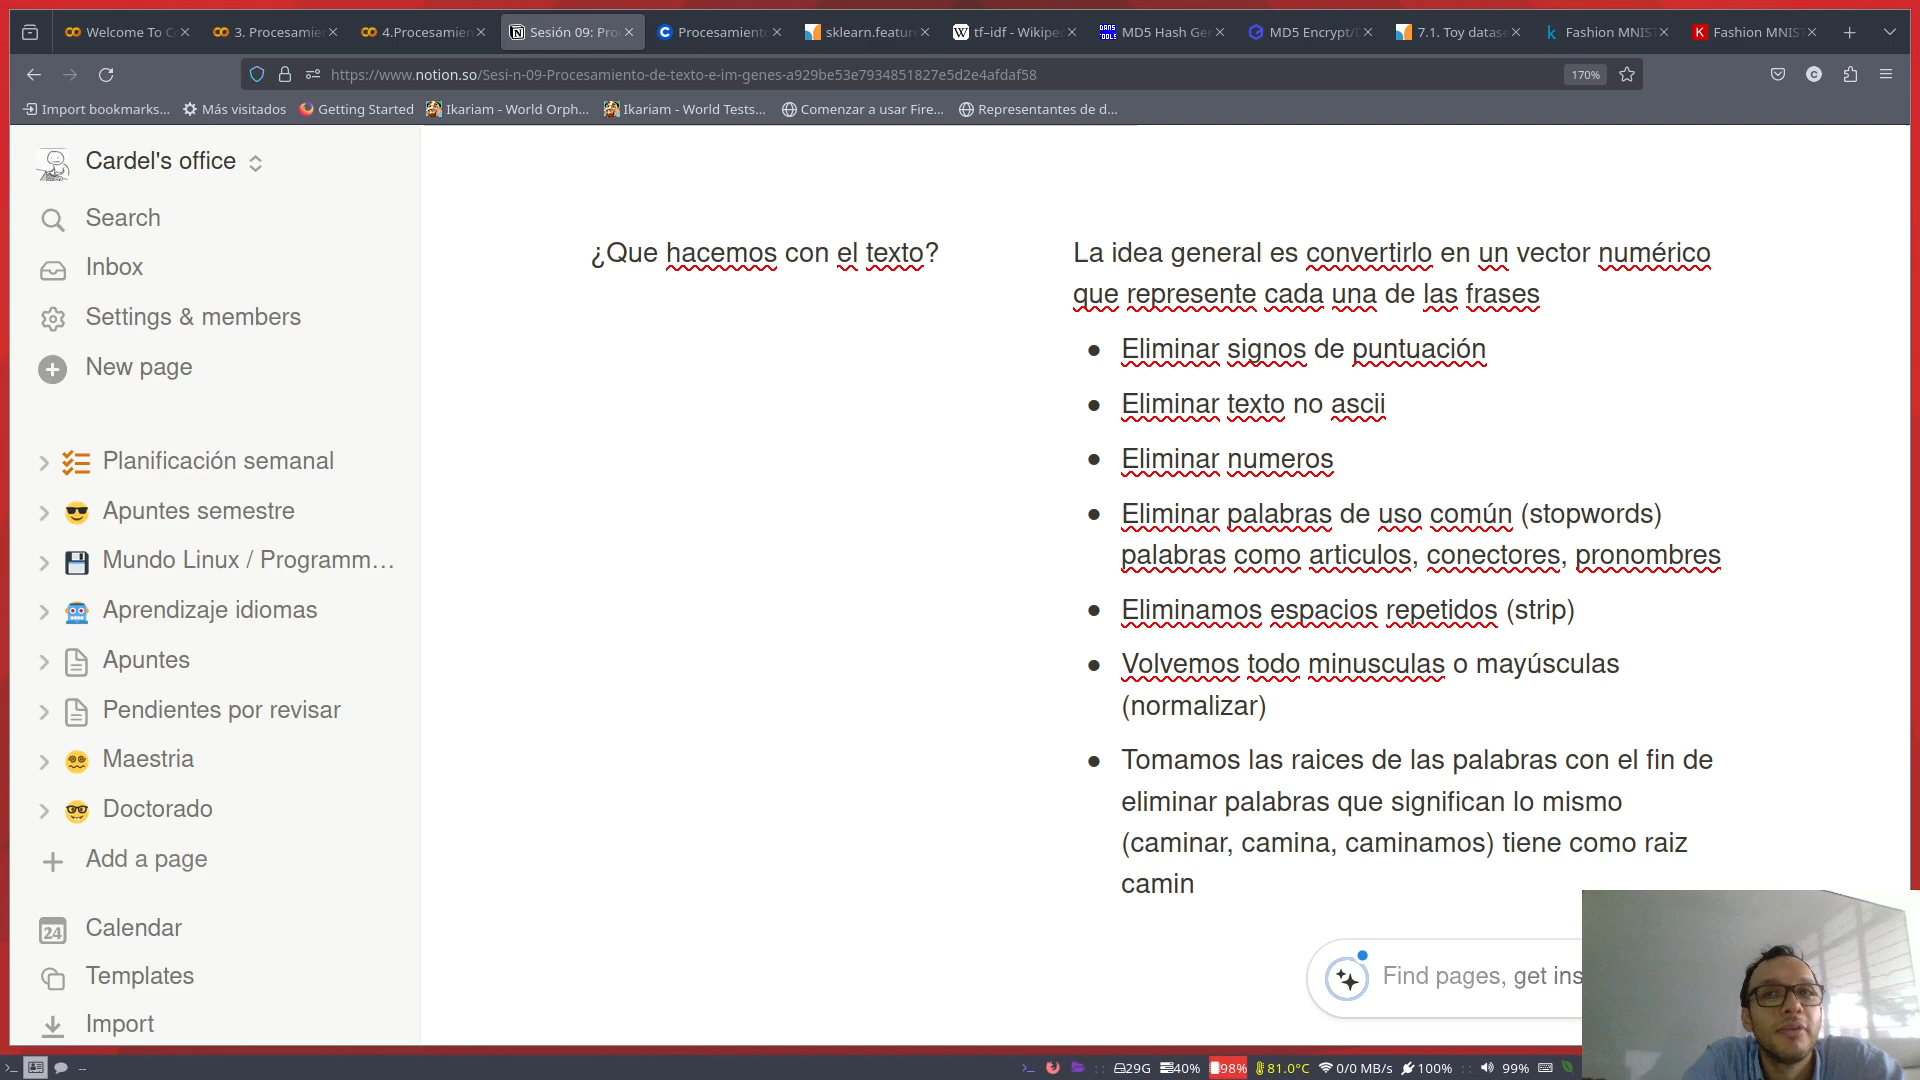 Welcome To C
3. Procesamie
4.Procesamien
Sesión 09: Pro
Procesamiento
sklearn.featur
tf–idf - Wikipe
MD5 Hash Ge
MD5 Encrypt/
7.1. Toy datase
Fashion MNIS
Fashion MNIS
https://www.notion.so/Sesi-n-09-Procesamiento-de-texto-e-im-genes-a929be53e7934851827e5d2e4afdaf58
170%
Import bookmarks...
Más visitados
Getting Started
Ikariam - World Orph...
Ikariam - World Tests...
Comenzar a usar Fire...
Representantes de d...
Cardel's office
Search
Inbox
Settings & members
New page
Planificación semanal
Apuntes semestre
Mundo Linux / Programm...
Aprendizaje idiomas
Apuntes
Pendientes por revisar
Maestria
Doctorado
Add a page
Calendar
24
Templates
Import
¿Que hacemos con el texto?
La idea general es convertirlo en un vector numérico
que represente cada una de las frases
Eliminar signos de puntuación
Eliminar texto no ascii
Eliminar numeros
Eliminar palabras de uso común (stopwords)
palabras como articulos, conectores, pronombres
Eliminamos espacios repetidos (strip)
Volvemos todo minusculas o mayúsculas
(normalizar)
Tomamos las raices de las palabras con el fin de
eliminar palabras que significan lo mismo
(caminar, camina, caminamos) tiene como raiz
camin
Find pages, get ins
29G
40%
98%
81.0°C
0/0 MB/s
100%
99%